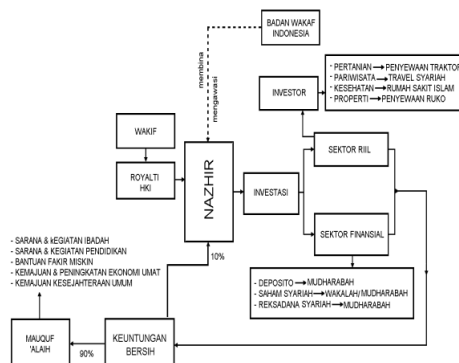 BADAN WAKAF
INDONESIA
membina
mengawasi
INVESTOR
- PERTANIAN → PENYEWAAN TRAKTOR
- PARIWISATA → TRAVEL SYARIAH
- KESEHATAN → RUMAH SAKIT ISLAM
- PROPERTI → PENYEWAAN RUKO
WAKIF
ROYALTI
HKI
NAZHIR
INVESTASI
SEKTOR RIIL
SEKTOR FINANSIAL
- DEPOSITO → MUDHARABAH
- SAHAM SYARIAH → WAKALAH/ MUDHARABAH
- REKSADANA SYARIAH → MUDHARABAH
- SARANA & kEGIATAN IBADAH
- SARANA & KEGIATAN PENDIDIKAN
- BANTUAN FAKIR MISKIN
- KEMAJUAN & PENINGKATAN EKONOMI UMAT
- KEMAJUAN KESEJAHTERAAN UMUM
10%
MAUQUF
'ALAIH
90%
KEUNTUNGAN
BERSIH